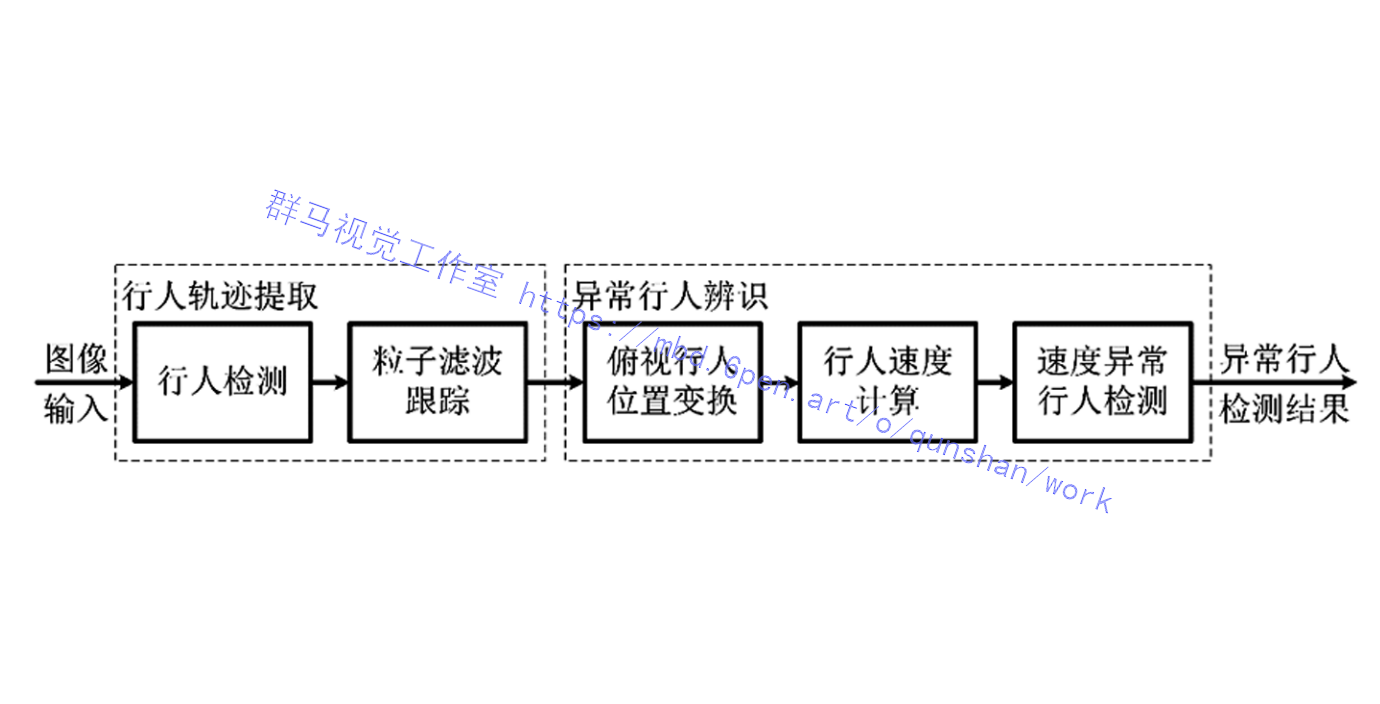 群马视觉工作室 https://mbd.6pen.art/o/qunshan/work
行人轨迹提取
异常行人辨识
图像
输入
行人检测
粒子滤波
跟踪
俯视行人
位置变换
行人速度
计算
速度异常
行人检测
异常行人
检测结果